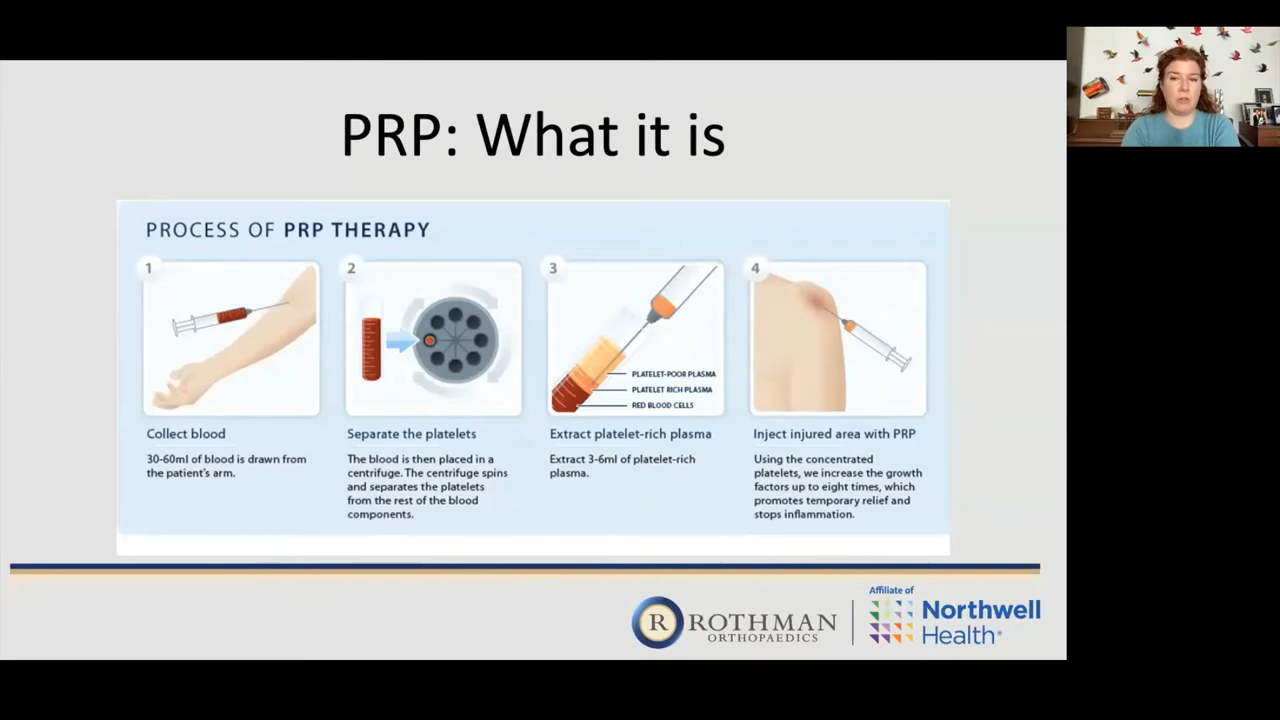 PRP: What it is
PROCESS OF PRP THERAPY
1
Collect blood
30-60ml of blood is drawn from
the patient's arm.
2
Separate the platelets
The blood is then placed in a
centrifuge. The centrifuge spins
and separates the platelets
from the rest of the blood
components.
3
PLATELET-POOR PLASMA
PLATELET RICH PLASMA
RED BLOOD CELLS
Extract platelet-rich plasma
Extract 3-6ml of platelet-rich
plasma.
4
Inject injured area with PRP
Using the concentrated
platelets, we increase the growth
factors up to eight times, which
promotes temporary relief and
stops inflammation.
R
ROTHMAN
ORTHOPAEDICS
Affiliate of
Northwell
Health®